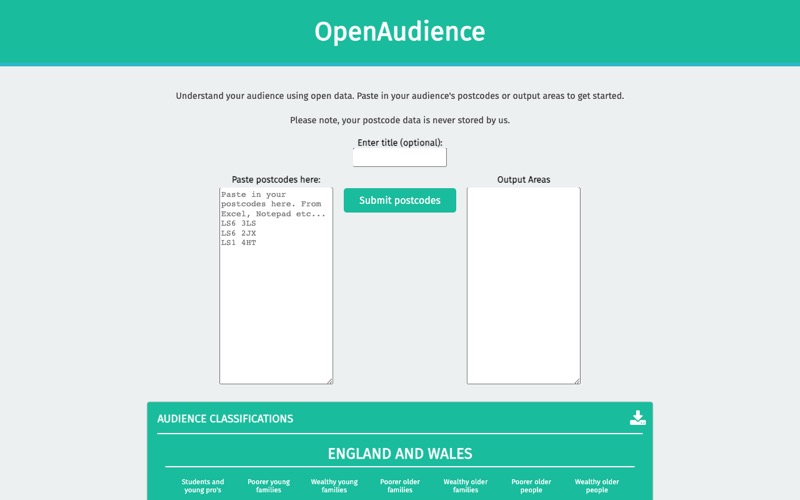 OpenAudience
Understand your audience using open data. Paste in your audience's postcodes or output areas to get started.
Please note, your postcode data is never stored by us.
Enter title (optional):
Paste postcodes here:
Paste in your
postcodes here. From
Excel, Notepad etc...
LS6 3LS
LS6 2JX
LS1 4HT
Submit postcodes
Output Areas
AUDIENCE CLASSIFICATIONS
ENGLAND AND WALES
Students and
young pro's
Poorer young
families
Wealthy young
families
Poorer older
families
Wealthy older
families
Poorer older
people
Wealthy older
people